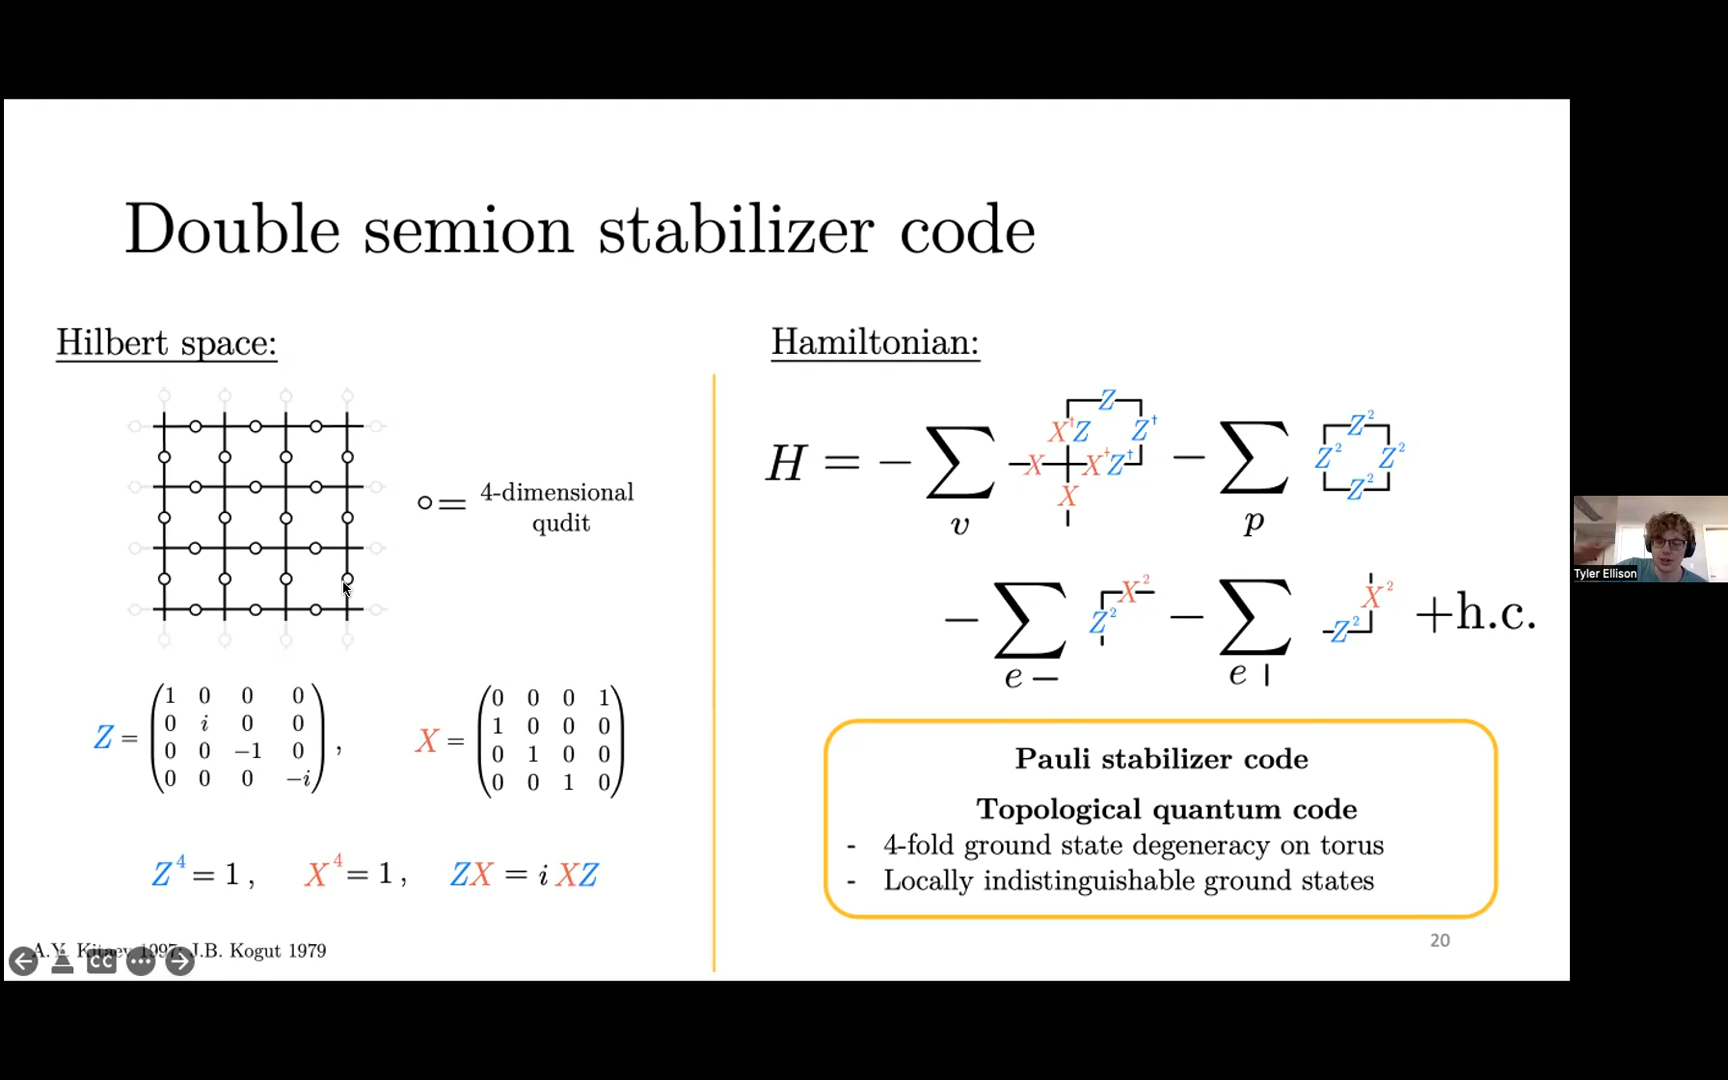 Double semion stabilizer code
Hilbert space:
= 4-dimensional
qudit
Z = (1 0 0 0
0 i 0 0
0 0 −1 0
0 0 0 −i) ,
X = (0 0 0 1
1 0 0 0
0 1 0 0
0 0 1 0)
Z⁴ = 1 , X⁴ = 1 , ZX = i XZ
A.Y. Kitaev 1997; J.B. Kogut 1979
CC
Hamiltonian:
H = − ∑ᵥ X X†Z Z Z† X†Z† X − ∑ₚ Z² Z² Z² Z²
− ∑ e − Z² X² − ∑ e | Z² X² +h.c.
Pauli stabilizer code
Topological quantum code
- 4-fold ground state degeneracy on torus
- Locally indistinguishable ground states
20
Tyler Ellison